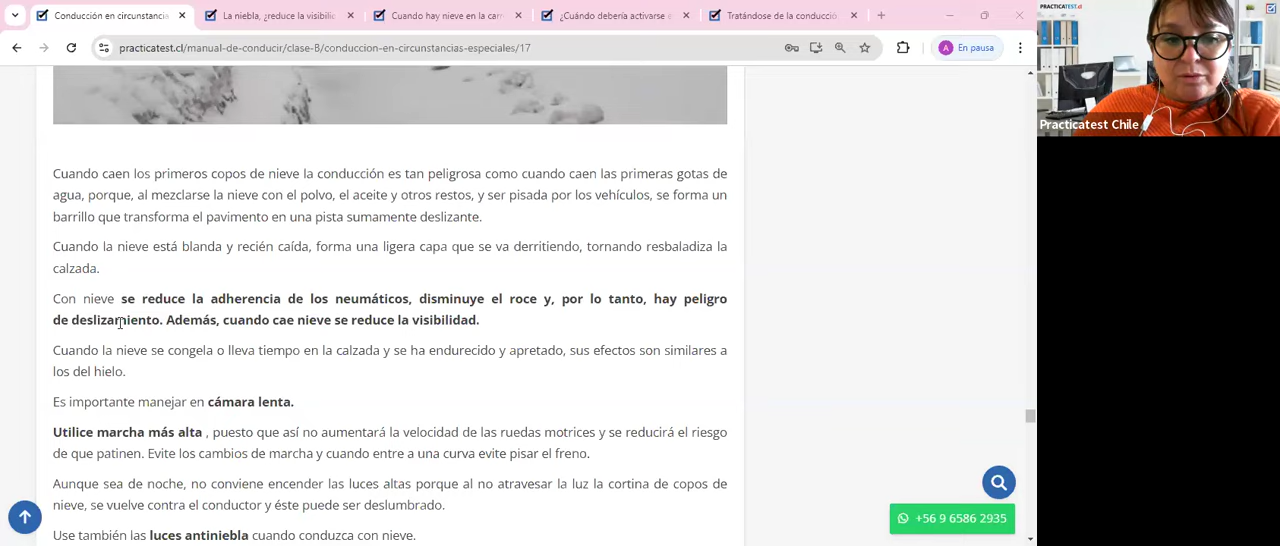 Conducción en circunstancia
La niebla, ¿reduce la visibilid
Cuando hay nieve en la carr
¿Cuándo debería activarse e
Tratándose de la conducció
practicatest.cl/manual-de-conducir/clase-B/conduccion-en-circunstancias-especiales/17
A En pausa
PRACTICATEST.cl
Practicatest Chile
Cuando caen los primeros copos de nieve la conducción es tan peligrosa como cuando caen las primeras gotas de
agua, porque, al mezclarse la nieve con el polvo, el aceite y otros restos, y ser pisada por los vehículos, se forma un
barrillo que transforma el pavimento en una pista sumamente deslizante.
Cuando la nieve está blanda y recién caída, forma una ligera capa que se va derritiendo, tornando resbaladiza la
calzada.
Con nieve se reduce la adherencia de los neumáticos, disminuye el roce y, por lo tanto, hay peligro
de deslizamiento. Además, cuando cae nieve se reduce la visibilidad.
Cuando la nieve se congela o lleva tiempo en la calzada y se ha endurecido y apretado, sus efectos son similares a
los del hielo.
Es importante manejar en cámara lenta.
Utilice marcha más alta , puesto que así no aumentará la velocidad de las ruedas motrices y se reducirá el riesgo
de que patinen. Evite los cambios de marcha y cuando entre a una curva evite pisar el freno.
Aunque sea de noche, no conviene encender las luces altas porque al no atravesar la luz la cortina de copos de
nieve, se vuelve contra el conductor y éste puede ser deslumbrado.
Use también las luces antiniebla cuando conduzca con nieve.
+56 9 6586 2935